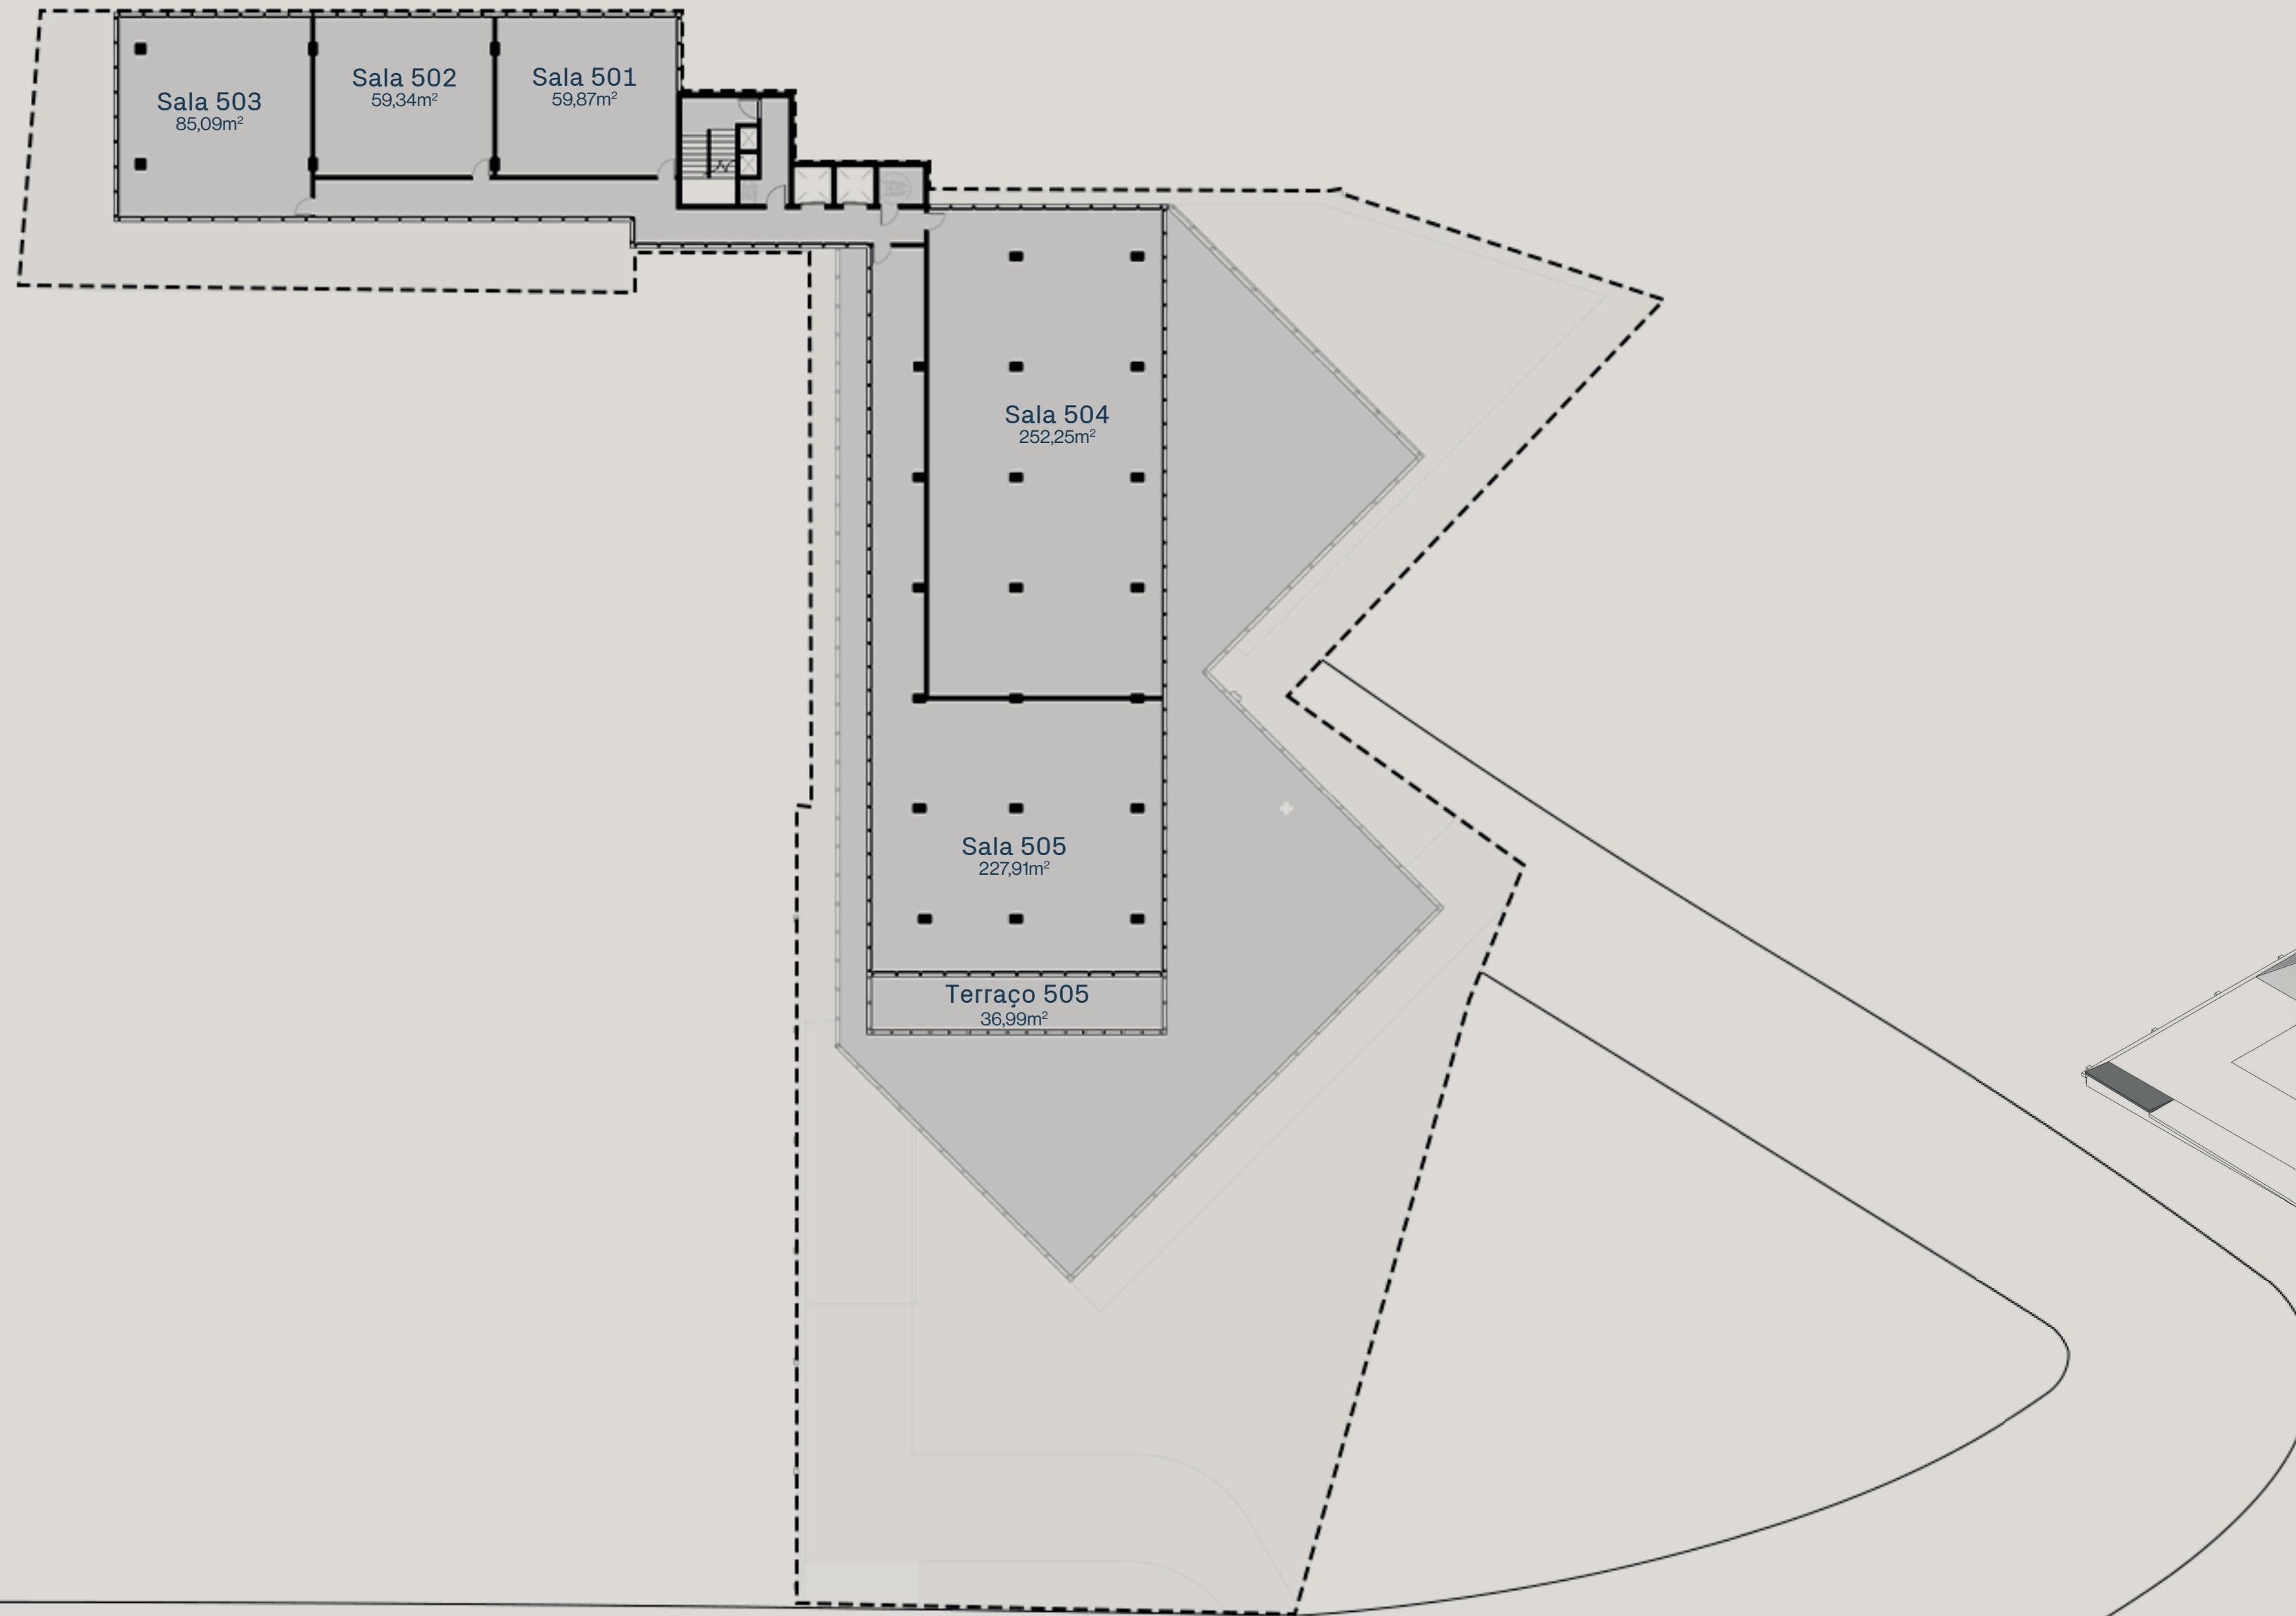 Sala 503
85,09m²
Sala 502
59,34m²
Sala 501
59,87m²
Sala 504
252,25m²
Sala 505
227,91m²
Terraço 505
36,99m²